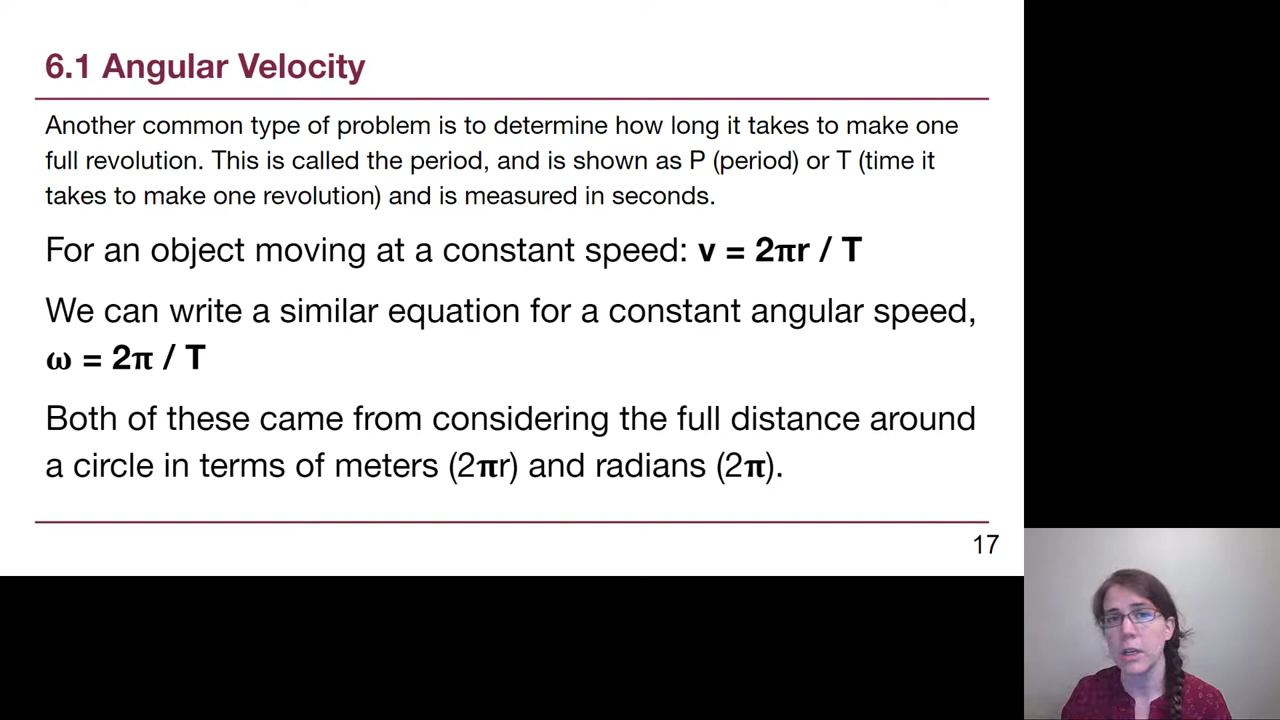 6.1 Angular Velocity
Another common type of problem is to determine how long it takes to make one
full revolution. This is called the period, and is shown as P (period) or T (time it
takes to make one revolution) and is measured in seconds.
For an object moving at a constant speed: v = 2πr / T
We can write a similar equation for a constant angular speed,
ω = 2π / T
Both of these came from considering the full distance around
a circle in terms of meters (2πr) and radians (2π).
17